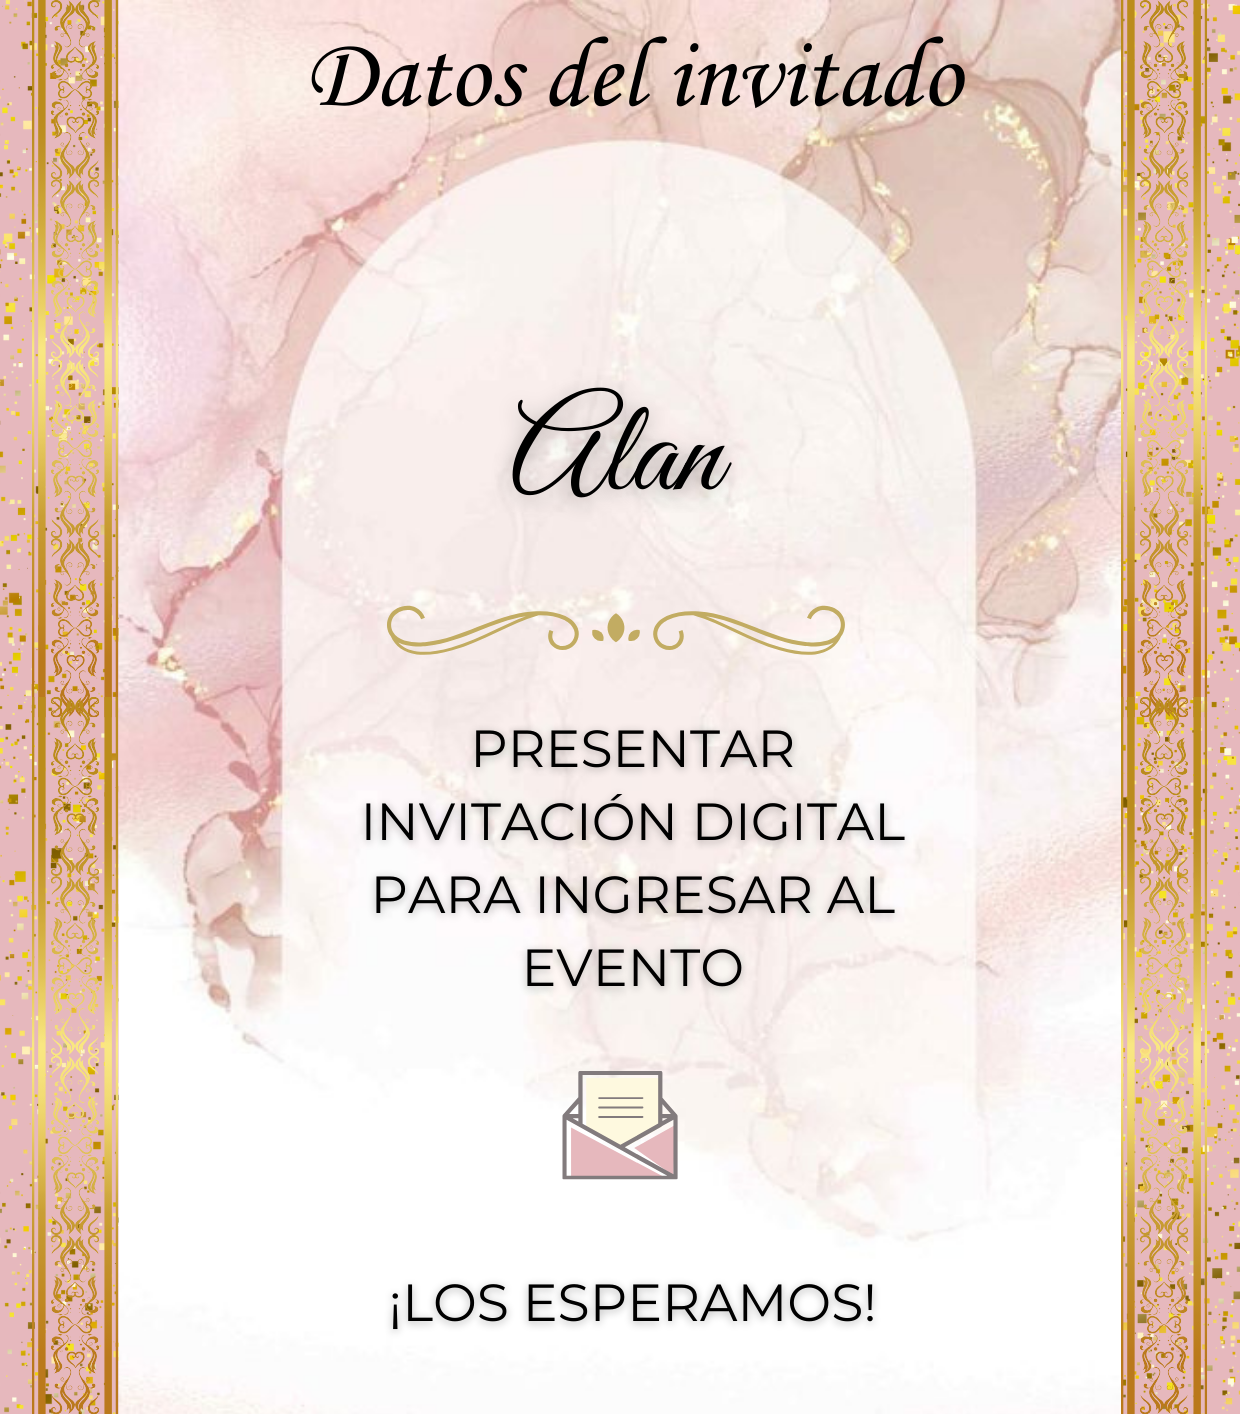 Datos del invitado
Alan
PRESENTAR
INVITACIÓN DIGITAL
PARA INGRESAR AL
EVENTO
¡LOS ESPERAMOS!